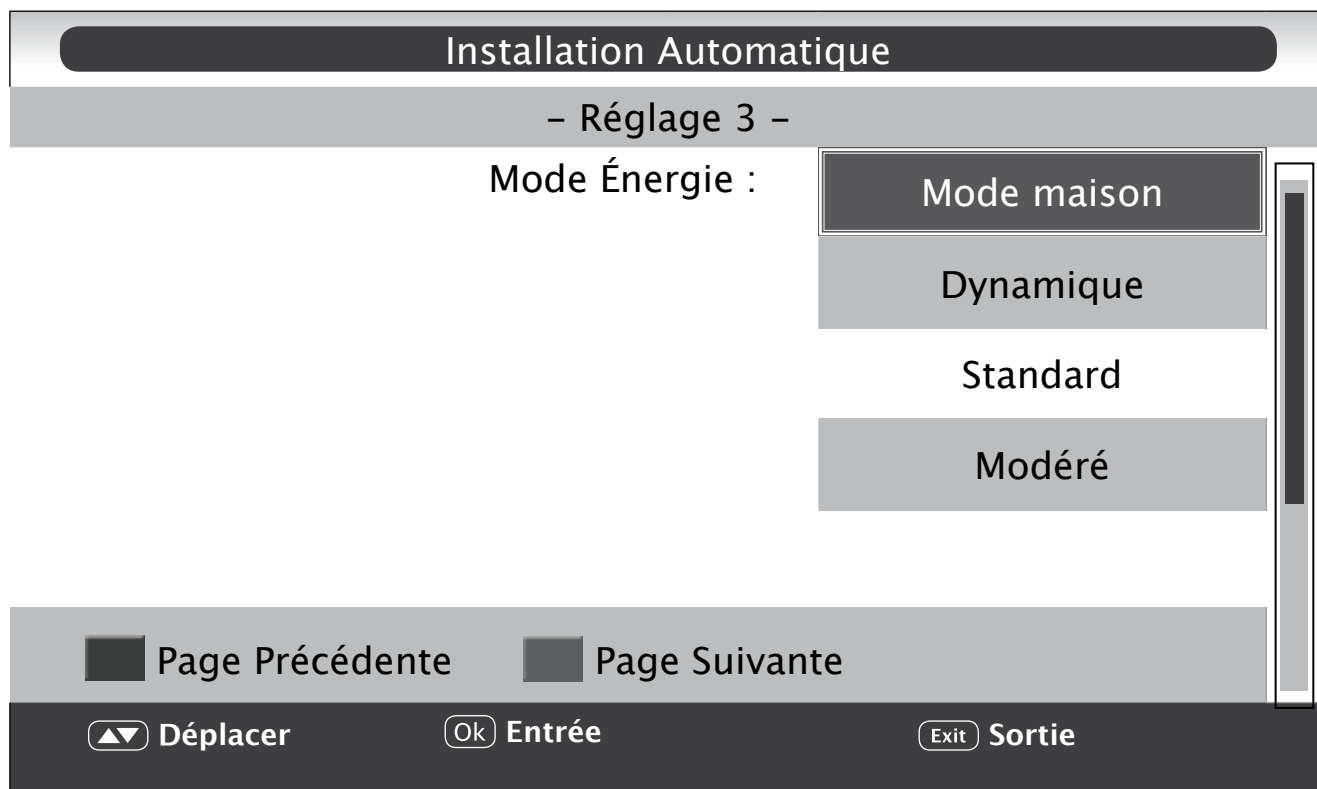 Installation Automatique
– Réglage 3 –
Mode Énergie :
Mode maison
Dynamique
Standard
Modéré
Page Précédente Page Suivante
▲▼ Déplacer Ok Entrée Exit Sortie